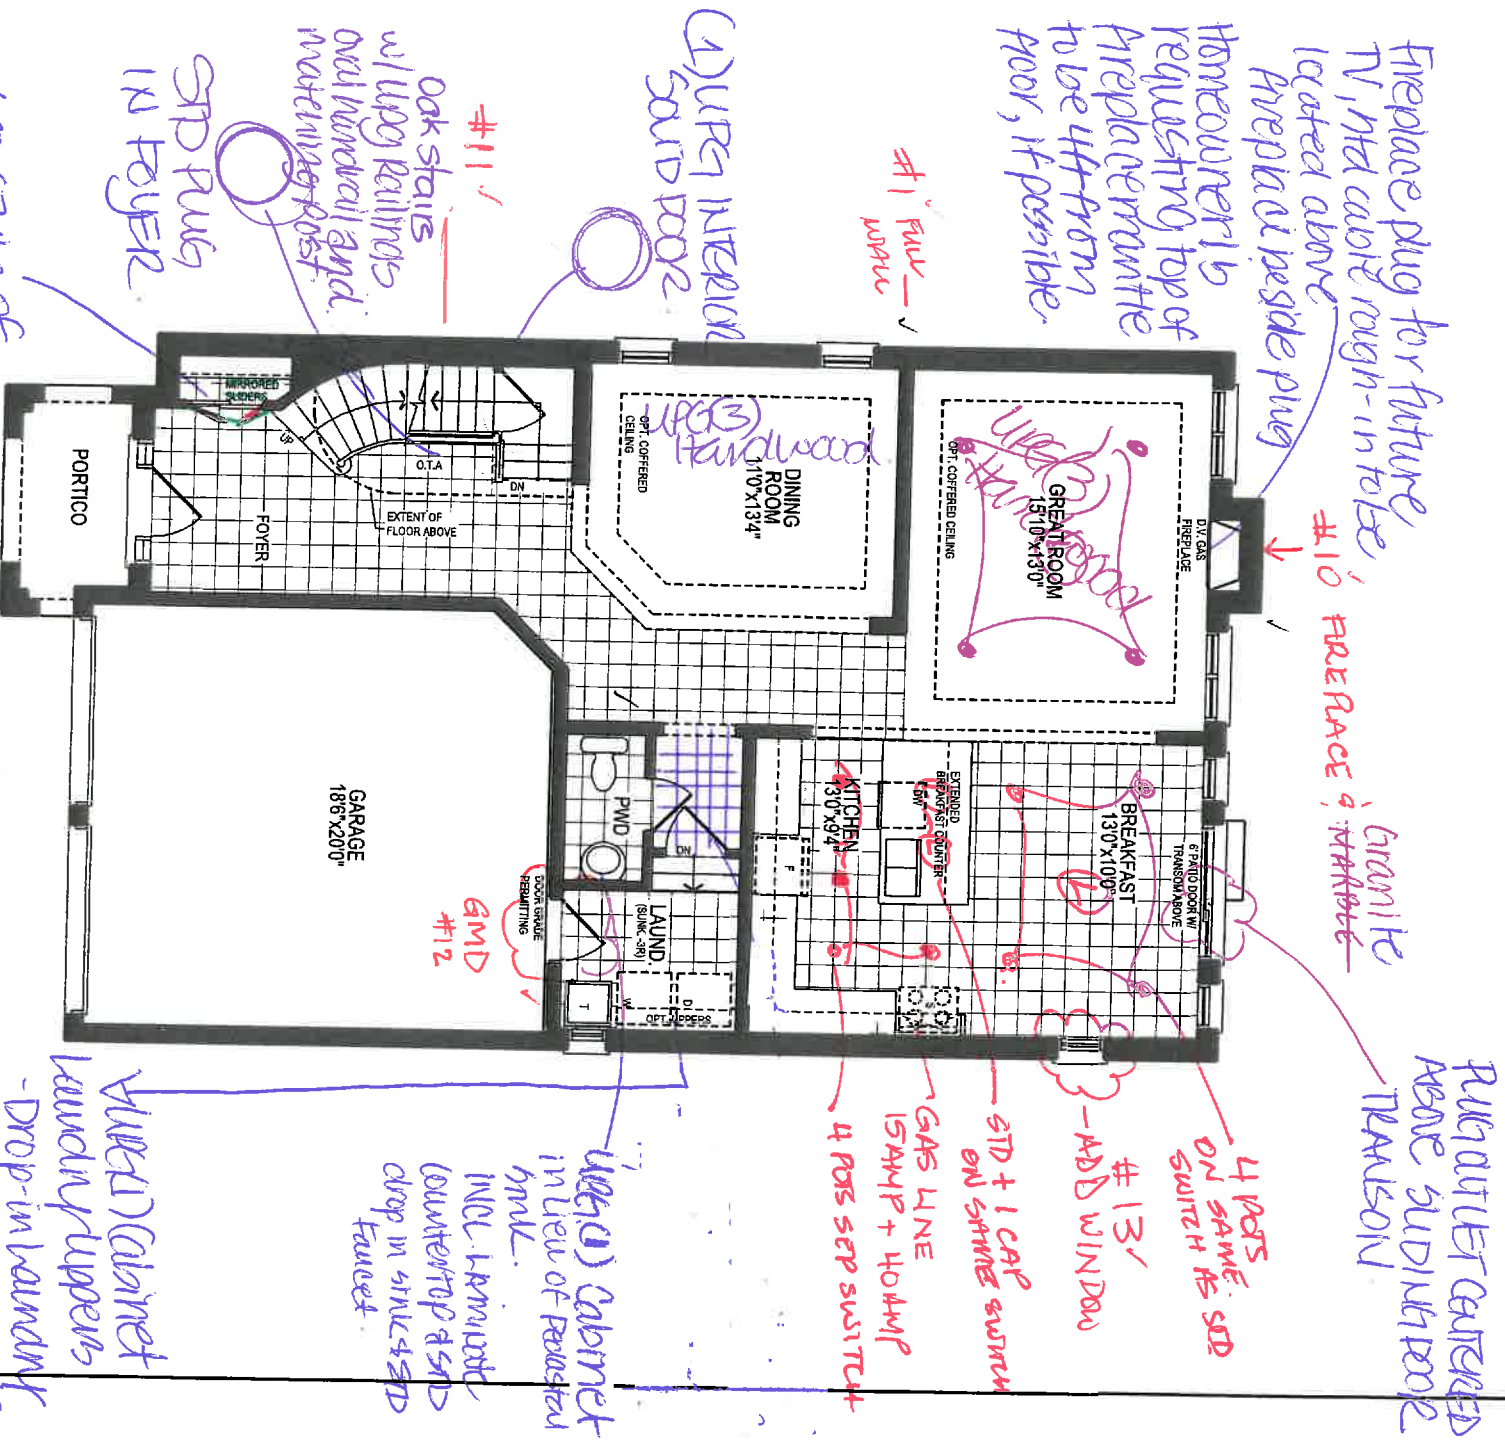 Fireplace plug for future
TV, and cable rough-in to be
located above
fireplace beside plug
Homeowner is
requesting top of
fireplace mantle
to be 4ft from
floor, if possible.
#1 FULL
WALL
(1) UPG INTERIOR
SOLID DOOR
#11
Oak stairs
w/ upg Railings
oval handrail and
matching post.
STD PLUG
IN FOYER
#10 FIREPLACE
Granite
MARBLE
D.V. GAS
FIREPLACE
GREAT ROOM
15'10"x13'0"
OPT. COFFERED CEILING
Hardwood
UPG(3)
Hardwood
DINING
ROOM
11'0"x13'4"
OPT. COFFERED
CEILING
MIRRORED
SLIDERS
UP
O.T.A
DN
EXTENT OF
FLOOR ABOVE
FOYER
PORTICO
6' PATIO DOOR W/
TRANSOM ABOVE
BREAKFAST
13'0"x10'0"
EXTENDED
BREAKFAST COUNTER
DW
KITCHEN
13'0"x9'4"
F
PWD
DN
LAUND.
(SUNK -3R)
W
D
OPT. UPPERS
T
DOOR GRADE
PERMITTING
GMD
#12
GARAGE
18'6"x20'0"
PLUG OUTLET CENTERED
ABOVE SLIDING DOOR
TRANSOM
4 POTS
ON SAME
SWITCH AS STD
#13
- ADD WINDOW
STD + 1 CAP
ON SAME SWITCH
GAS LINE
15AMP + 40AMP
4 POTS SEP SWITCH
UPG(1) Cabinet
in lieu of Pedestal
Sink.
INCL. Laminate
Countertop & STD
drop in sink & STD
Faucet
UPG(1) Cabinet
Laundry Uppers
- Drop-in Laundry